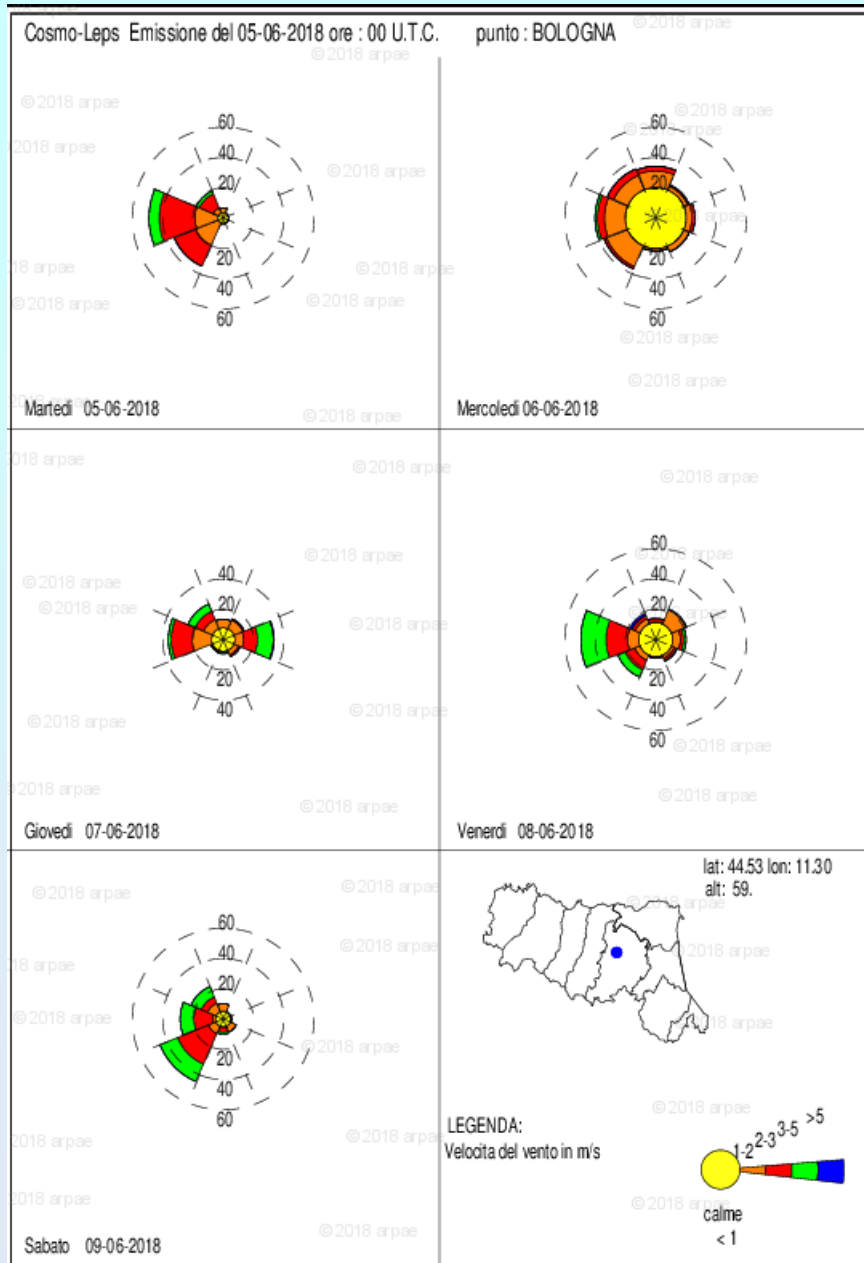 Cosmo-Leps Emissione del 05-06-2018 ore : 00 U.T.C. punto : BOLOGNA
60
40
20
20
40
60
Martedi 05-06-2018
60
40
20
20
40
60
Mercoledi 06-06-2018
40
20
20
40
Giovedi 07-06-2018
60
40
20
20
40
60
Venerdi 08-06-2018
60
40
20
20
40
60
Sabato 09-06-2018
lat: 44.53 lon: 11.30
alt: 59.
LEGENDA:
Velocita del vento in m/s
1-2 2-3 3-5 >5
calme
< 1
©2018 arpae